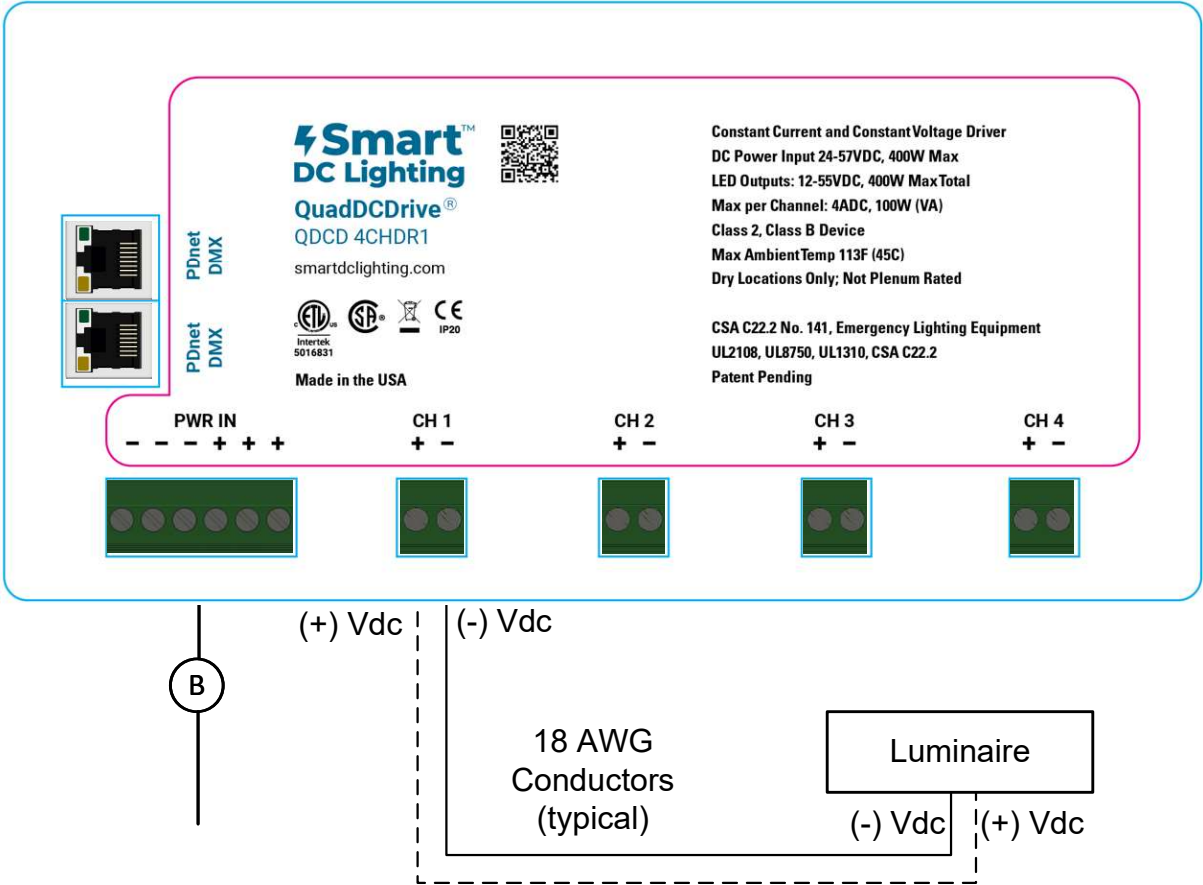 Smart™
DC Lighting
QuadDCDrive®
QDCD 4CHDR1
smartdclighting.com
C ETL US
Intertek
5016831
SA®
CE
IP20
Made in the USA
Constant Current and Constant Voltage Driver
DC Power Input 24-57VDC, 400W Max
LED Outputs: 12-55VDC, 400W Max Total
Max per Channel: 4ADC, 100W (VA)
Class 2, Class B Device
Max Ambient Temp 113F (45C)
Dry Locations Only; Not Plenum Rated
CSA C22.2 No. 141, Emergency Lighting Equipment
UL2108, UL8750, UL1310, CSA C22.2
Patent Pending
PDnet
DMX
PDnet
DMX
PWR IN
− − − + + +
CH 1
+ −
CH 2
+ −
CH 3
+ −
CH 4
+ −
(+) Vdc
(-) Vdc
B
18 AWG
Conductors
(typical)
Luminaire
(-) Vdc
(+) Vdc